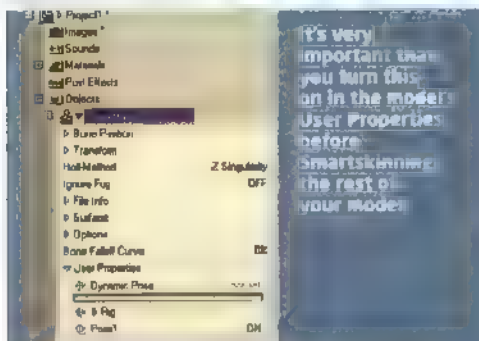 Project1 *
Images *
Sounds
Materials
Post Effects
Objects
Bone Position
Transform
Roll Method Z Singularity
Ignore Fog OFF
File Info
Surface
Options
Bone Falloff Curve
User Properties
Dynamic Pose
Rig
Pose1 ON
It's very
important that
you turn this
on in the model's
User Properties
before
Smartskinning
the rest of
your model